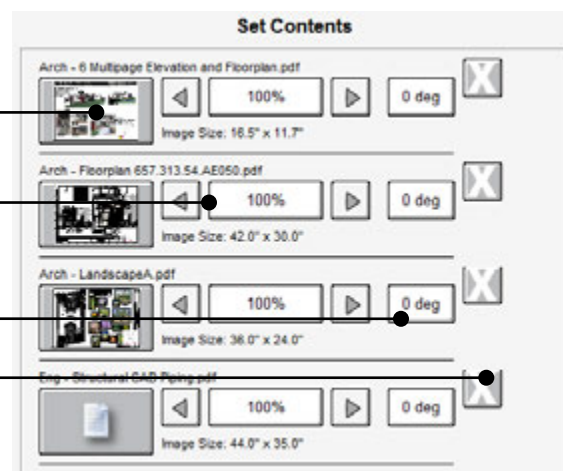 Set Contents
Arch - 6 Multipage Elevation and Floorplan.pdf
100%
0 deg
X
Image Size: 16.5" x 11.7"
Arch - Floorplan 657.313.54.AE050.pdf
100%
0 deg
X
Image Size: 42.0" x 30.0"
Arch - LandscapeA.pdf
100%
0 deg
X
Image Size: 36.0" x 24.0"
Eng - Structural CAD Piping.pdf
100%
0 deg
X
Image Size: 44.0" x 35.0"